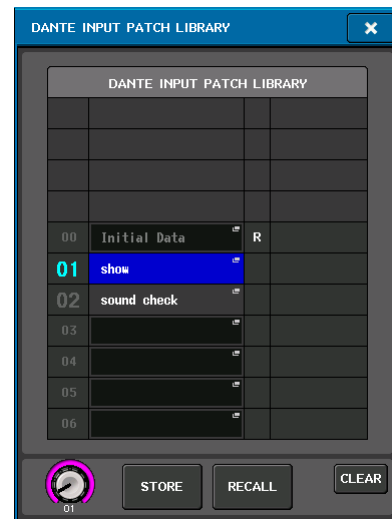 DANTE INPUT PATCH LIBRARY
DANTE INPUT PATCH LIBRARY
00 Initial Data R
01 show
02 sound check
03
04
05
06
01 STORE RECALL CLEAR